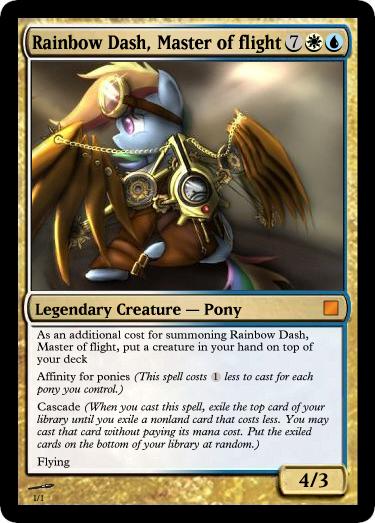 Rainbow Dash, Master of flight 7
Legendary Creature — Pony
As an additional cost for summoning Rainbow Dash,
Master of flight, put a creature in your hand on top of
your deck
Affinity for ponies (This spell costs 1 less to cast for each
pony you control.)
Cascade (When you cast this spell, exile the top card of your
library until you exile a nonland card that costs less. You may
cast that card without paying its mana cost. Put the exiled
cards on the bottom of your library at random.)
Flying
4/3
1/1